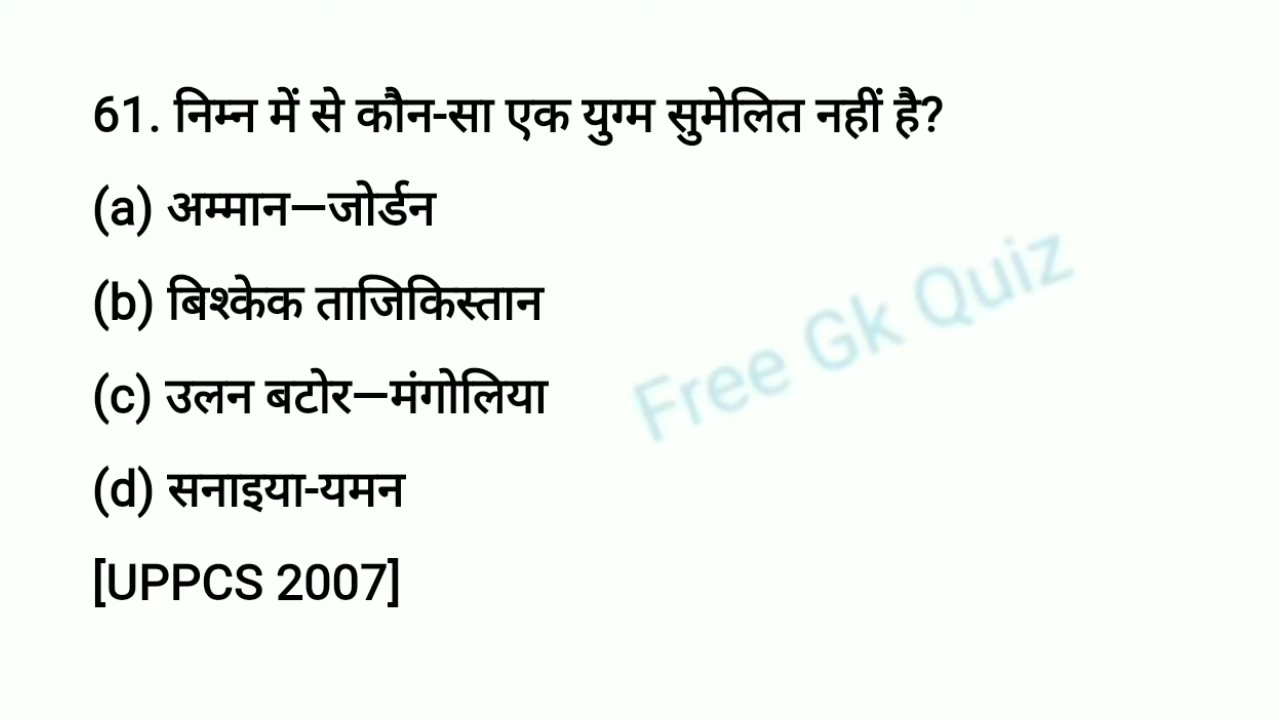 61. निम्न में से कौन-सा एक युग्म सुमेलित नहीं है?
(a) अम्मान—जोर्डन
(b) बिश्केक ताजिकिस्तान
(c) उलन बटोर—मंगोलिया
(d) सनाइया-यमन
[UPPCS 2007]
Free Gk Quiz